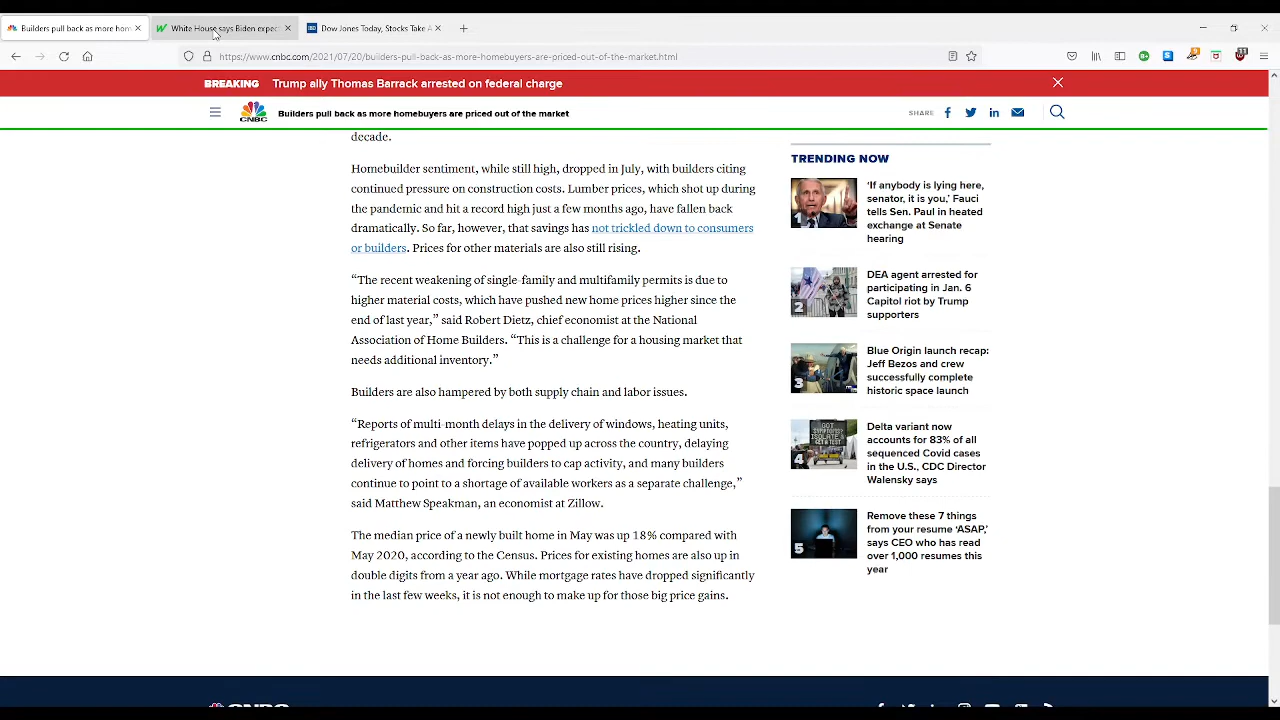 Builders pull back as more hom
White House says Biden expec
Dow Jones Today, Stocks Take A
https://www.cnbc.com/2021/07/20/builders-pull-back-as-more-homebuyers-are-priced-out-of-the-market.html
BREAKING Trump ally Thomas Barrack arrested on federal charge
CNBC
Builders pull back as more homebuyers are priced out of the market
SHARE
decade.
Homebuilder sentiment, while still high, dropped in July, with builders citing
continued pressure on construction costs. Lumber prices, which shot up during
the pandemic and hit a record high just a few months ago, have fallen back
dramatically. So far, however, that savings has not trickled down to consumers
or builders. Prices for other materials are also still rising.
“The recent weakening of single-family and multifamily permits is due to
higher material costs, which have pushed new home prices higher since the
end of last year,” said Robert Dietz, chief economist at the National
Association of Home Builders. “This is a challenge for a housing market that
needs additional inventory.”
Builders are also hampered by both supply chain and labor issues.
“Reports of multi-month delays in the delivery of windows, heating units,
refrigerators and other items have popped up across the country, delaying
delivery of homes and forcing builders to cap activity, and many builders
continue to point to a shortage of available workers as a separate challenge,”
said Matthew Speakman, an economist at Zillow.
The median price of a newly built home in May was up 18% compared with
May 2020, according to the Census. Prices for existing homes are also up in
double digits from a year ago. While mortgage rates have dropped significantly
in the last few weeks, it is not enough to make up for those big price gains.
TRENDING NOW
1
‘If anybody is lying here,
senator, it is you,’ Fauci
tells Sen. Paul in heated
exchange at Senate
hearing
2
DEA agent arrested for
participating in Jan. 6
Capitol riot by Trump
supporters
3
Blue Origin launch recap:
Jeff Bezos and crew
successfully complete
historic space launch
4
Delta variant now
accounts for 83% of all
sequenced Covid cases
in the U.S., CDC Director
Walensky says
5
Remove these 7 things
from your resume ‘ASAP,’
says CEO who has read
over 1,000 resumes this
year
CNBC